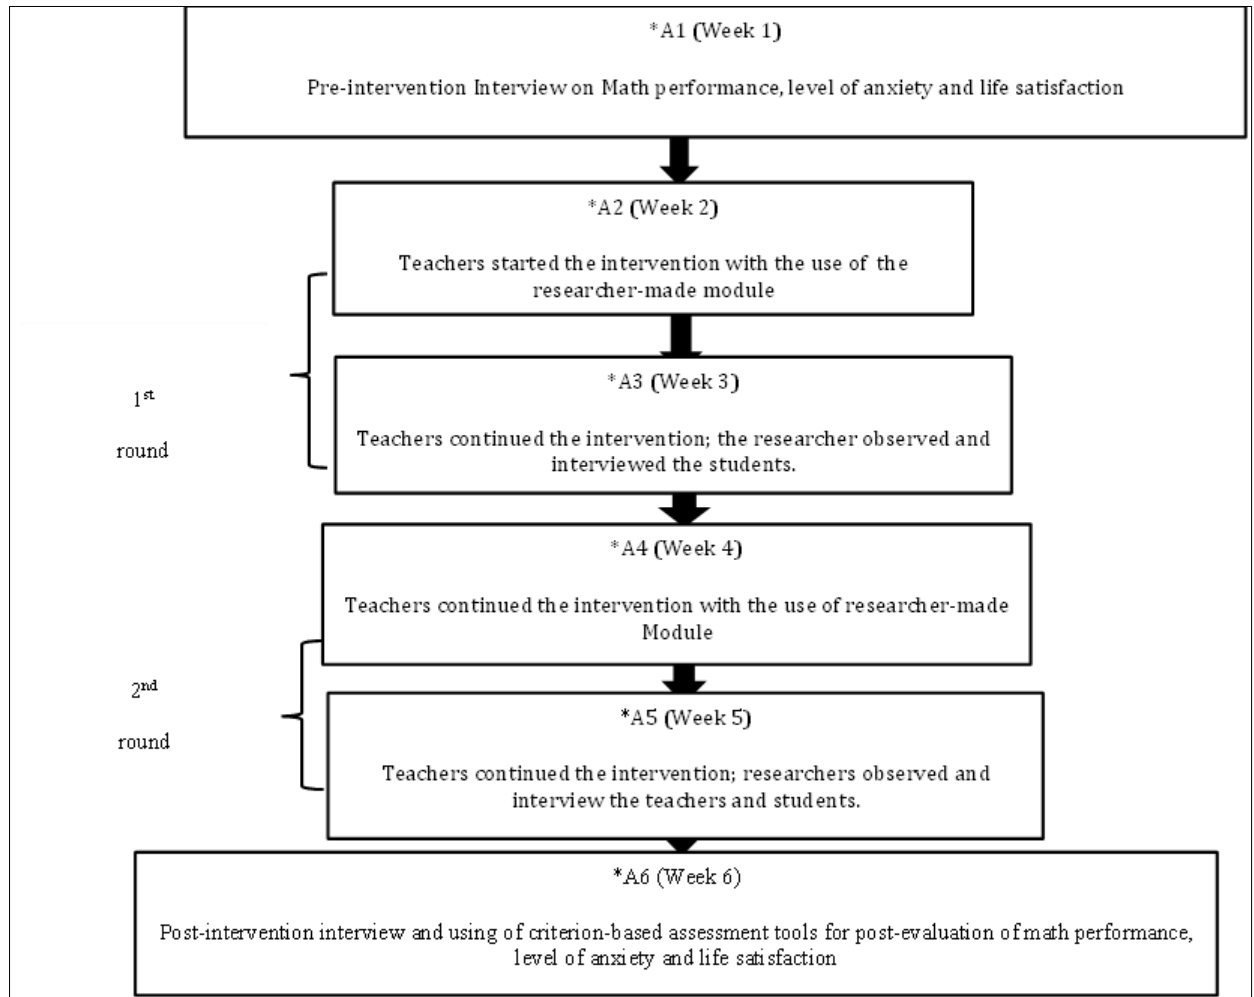 *A1 (Week 1)
Pre-intervention Interview on Math performance, level of anxiety and life satisfaction
*A2 (Week 2)
Teachers started the intervention with the use of the
researcher-made module
1st
round
*A3 (Week 3)
Teachers continued the intervention; the researcher observed and
interviewed the students.
*A4 (Week 4)
Teachers continued the intervention with the use of researcher-made
Module
2nd
round
*A5 (Week 5)
Teachers continued the intervention; researchers observed and
interview the teachers and students.
*A6 (Week 6)
Post-intervention interview and using of criterion-based assessment tools for post-evaluation of math performance,
level of anxiety and life satisfaction